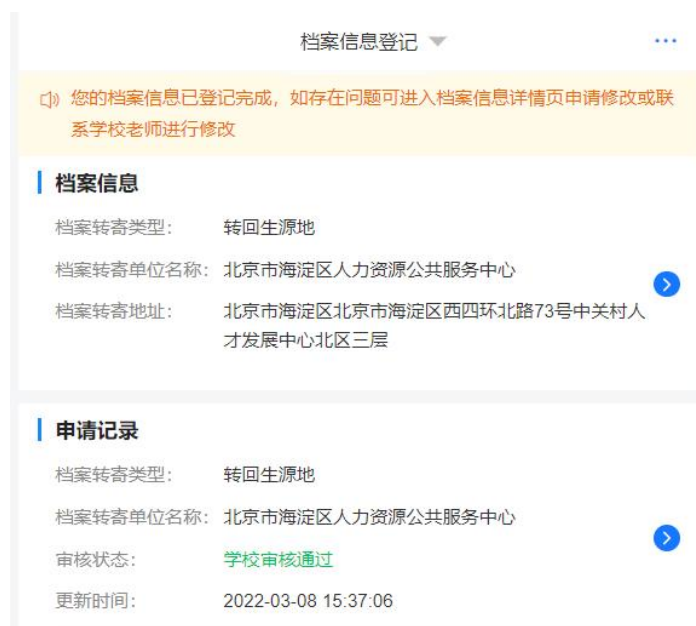 档案信息登记
您的档案信息已登记完成，如存在问题可进入档案信息详情页申请修改或联
系学校老师进行修改
档案信息
档案转寄类型： 转回生源地
档案转寄单位名称： 北京市海淀区人力资源公共服务中心
档案转寄地址： 北京市海淀区北京市海淀区西四环北路73号中关村人
才发展中心北区三层
申请记录
档案转寄类型： 转回生源地
档案转寄单位名称： 北京市海淀区人力资源公共服务中心
审核状态： 学校审核通过
更新时间： 2022-03-08 15:37:06